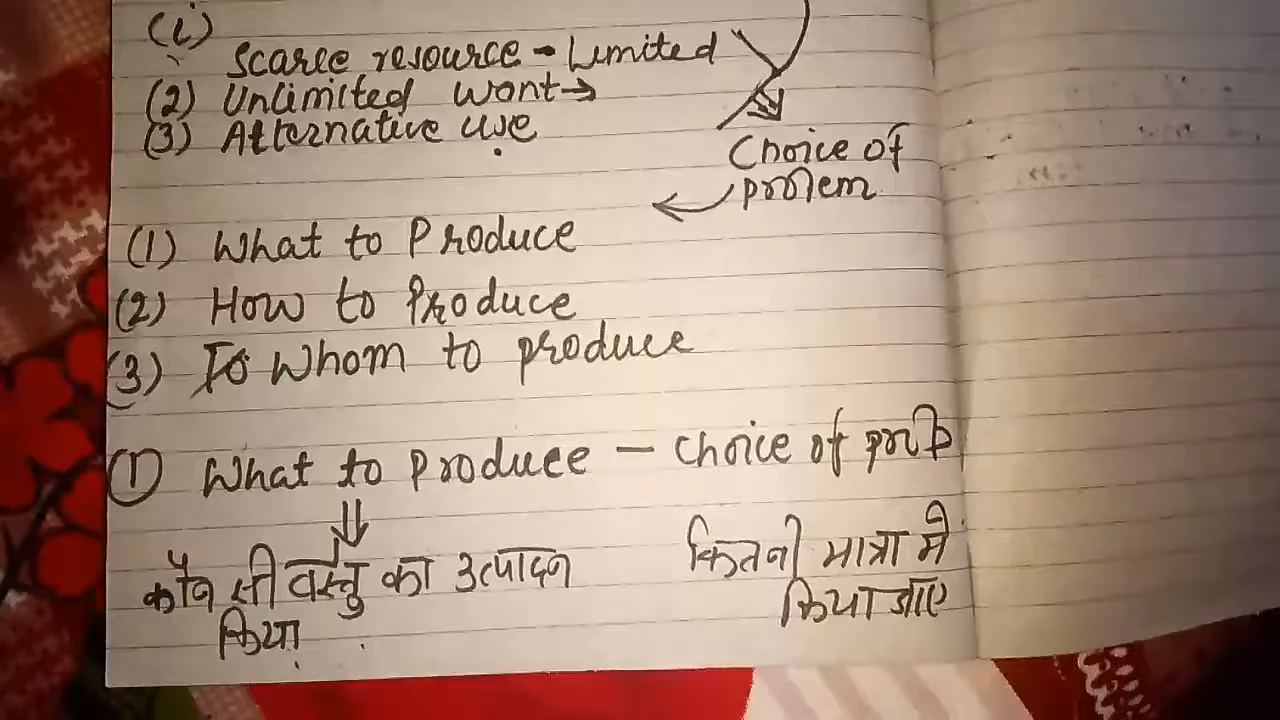 (i)
Scarce resource - Limited
(2) Unlimited want →
(3) Alternative use
Choice of
prolem
(1) What to Produce
(2) How to Produce
(3) To Whom to produce
(1) What to produce - choice of prob
कौन सी वस्तु का उत्पादन
किया
कितनी मात्रा मे
किया जाए